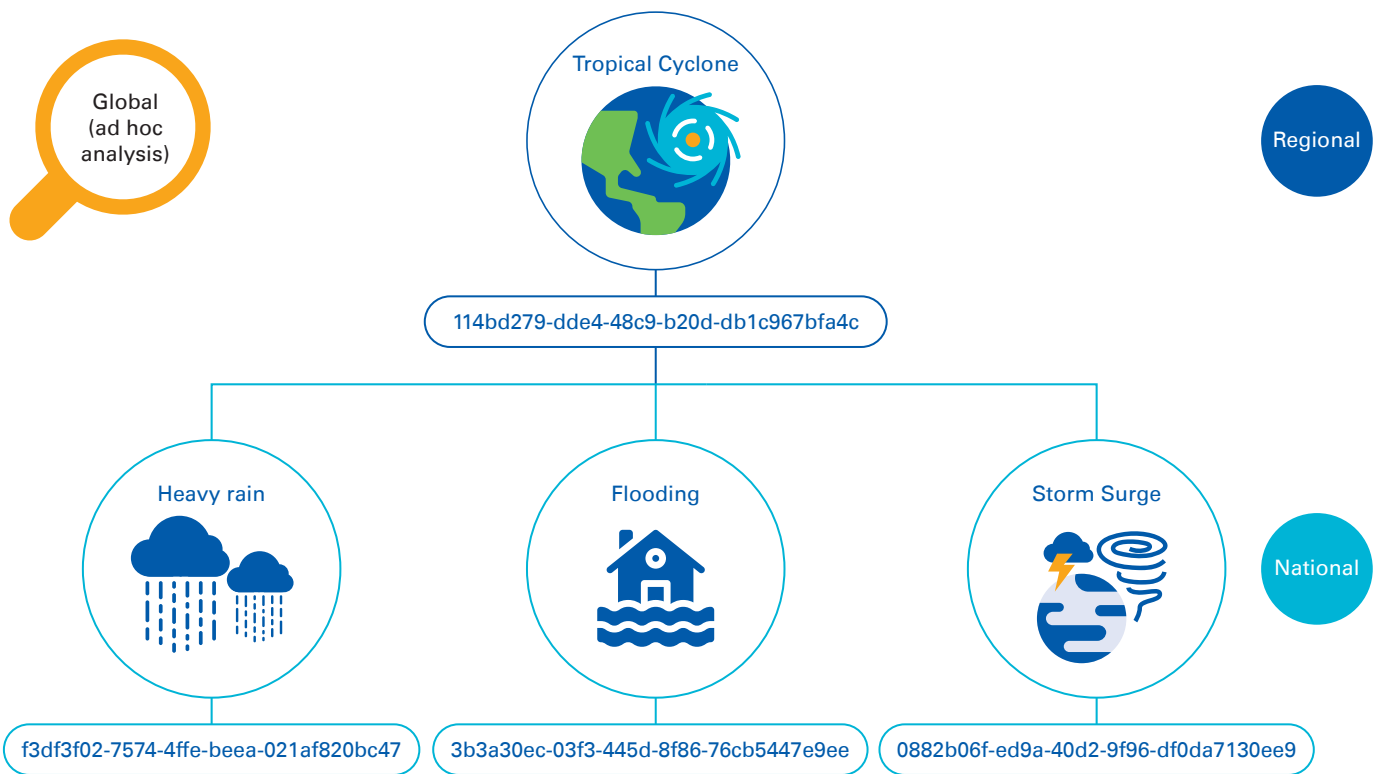 Tropical Cyclone
Global
(ad hoc
analysis)
Regional
114bd279-dde4-48c9-b20d-db1c967bfa4c
Heavy rain
Flooding
Storm Surge
National
f3df3f02-7574-4ffe-beea-021af820bc47
3b3a30ec-03f3-445d-8f86-76cb5447e9ee
0882b06f-ed9a-40d2-9f96-df0da7130ee9